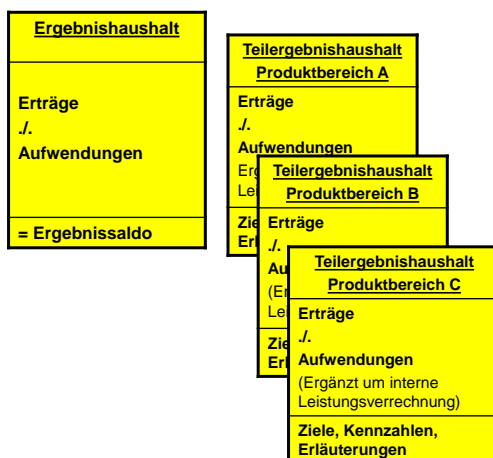 Ergebnishaushalt
Erträge
./.
Aufwendungen
= Ergebnissaldo
Teilergebnishaushalt
Produktbereich A
Erträge
./.
Aufwendungen
Teilergebnishaushalt
Produktbereich B
Erträge
./.
Teilergebnishaushalt
Produktbereich C
Erträge
./.
Aufwendungen
(Ergänzt um interne
Leistungsverrechnung)
Ziele, Kennzahlen,
Erläuterungen